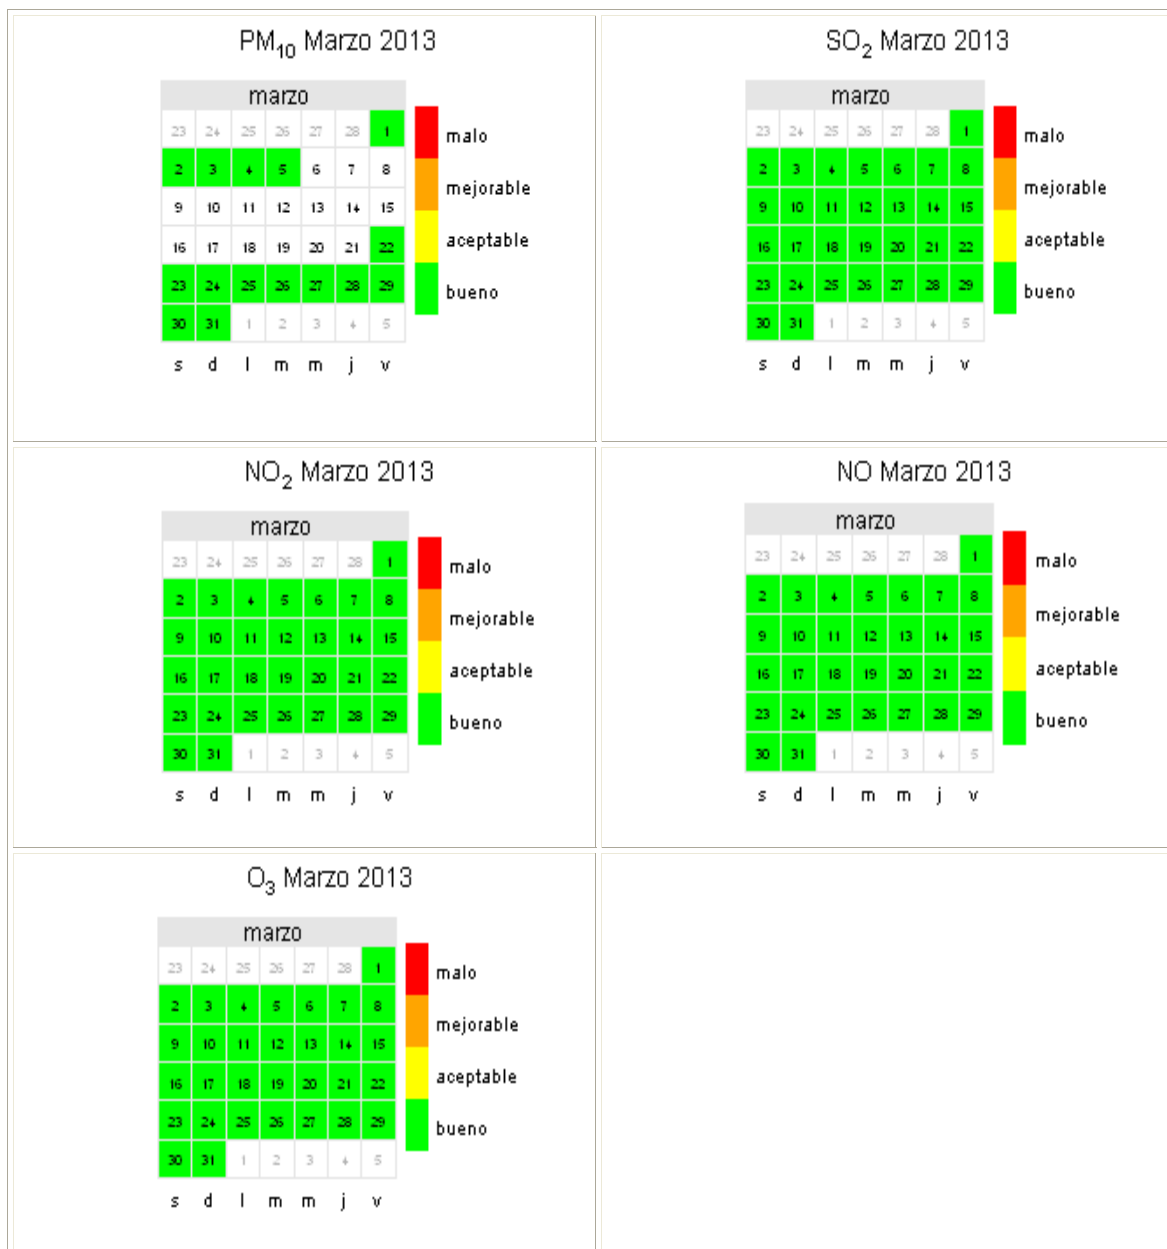 PM10 Marzo 2013
marzo
23 24 25 26 27 28 1
2 3 4 5 6 7 8
9 10 11 12 13 14 15
16 17 18 19 20 21 22
23 24 25 26 27 28 29
30 31 1 2 3 4 5
s d l m m j v
malo
mejorable
aceptable
bueno
SO2 Marzo 2013
marzo
23 24 25 26 27 28 1
2 3 4 5 6 7 8
9 10 11 12 13 14 15
16 17 18 19 20 21 22
23 24 25 26 27 28 29
30 31 1 2 3 4 5
s d l m m j v
malo
mejorable
aceptable
bueno
NO2 Marzo 2013
marzo
23 24 25 26 27 28 1
2 3 4 5 6 7 8
9 10 11 12 13 14 15
16 17 18 19 20 21 22
23 24 25 26 27 28 29
30 31 1 2 3 4 5
s d l m m j v
malo
mejorable
aceptable
bueno
NO Marzo 2013
marzo
23 24 25 26 27 28 1
2 3 4 5 6 7 8
9 10 11 12 13 14 15
16 17 18 19 20 21 22
23 24 25 26 27 28 29
30 31 1 2 3 4 5
s d l m m j v
malo
mejorable
aceptable
bueno
O3 Marzo 2013
marzo
23 24 25 26 27 28 1
2 3 4 5 6 7 8
9 10 11 12 13 14 15
16 17 18 19 20 21 22
23 24 25 26 27 28 29
30 31 1 2 3 4 5
s d l m m j v
malo
mejorable
aceptable
bueno